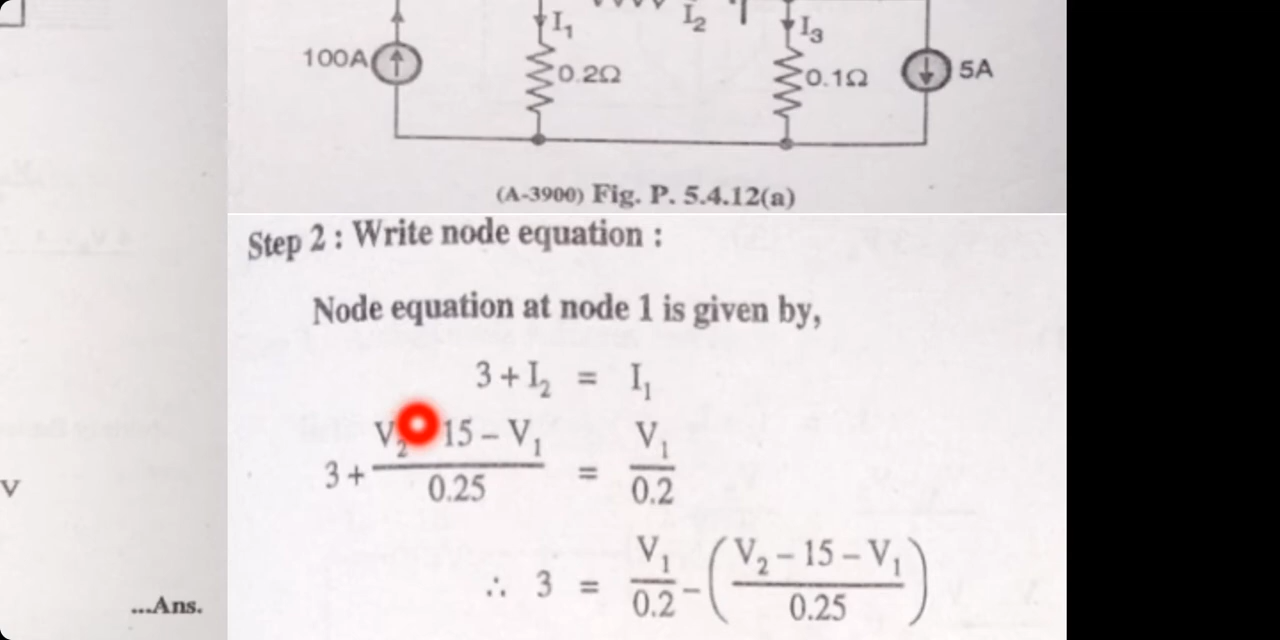 I₁ I₂ I₃
100A 0.2Ω 0.1Ω 5A
(A-3900) Fig. P. 5.4.12(a)
Step 2 : Write node equation :
Node equation at node 1 is given by,
3 + I₂ = I₁
3 + (V₂ 15 – V₁)/0.25 = V₁/0.2
V
∴ 3 = V₁/0.2 – ((V₂ – 15 – V₁)/0.25)
...Ans.